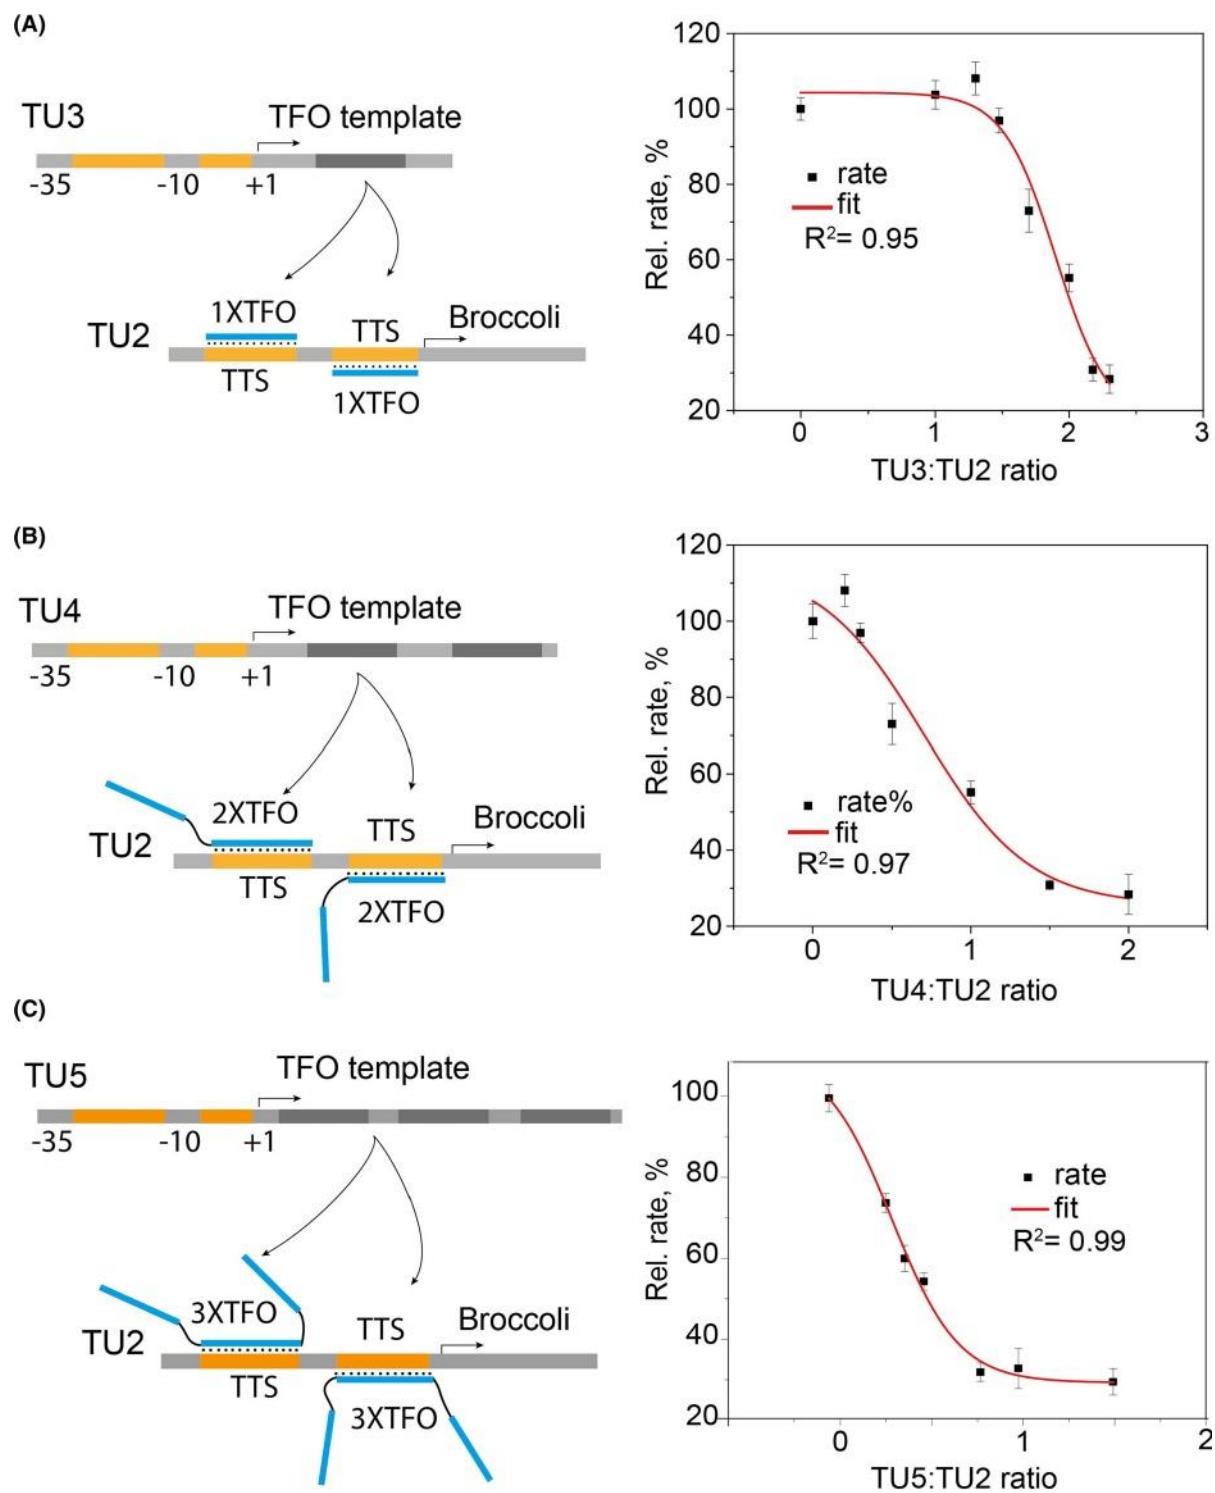 (A)
TU3
TFO template
-35
-10
+1
1XTFO
TTS
Broccoli
TU2
TTS
1XTFO
120
100
80
60
40
20
Rel. rate, %
rate
fit
R²= 0.95
0
1
2
3
TU3:TU2 ratio
(B)
TU4
TFO template
-35
-10
+1
2XTFO
TTS
Broccoli
TU2
TTS
2XTFO
120
100
80
60
40
20
Rel. rate, %
rate%
fit
R²= 0.97
0
1
2
TU4:TU2 ratio
(C)
TU5
TFO template
-35
-10
+1
3XTFO
TTS
Broccoli
TU2
TTS
3XTFO
100
80
60
40
20
Rel. rate, %
rate
fit
R²= 0.99
0
1
2
TU5:TU2 ratio